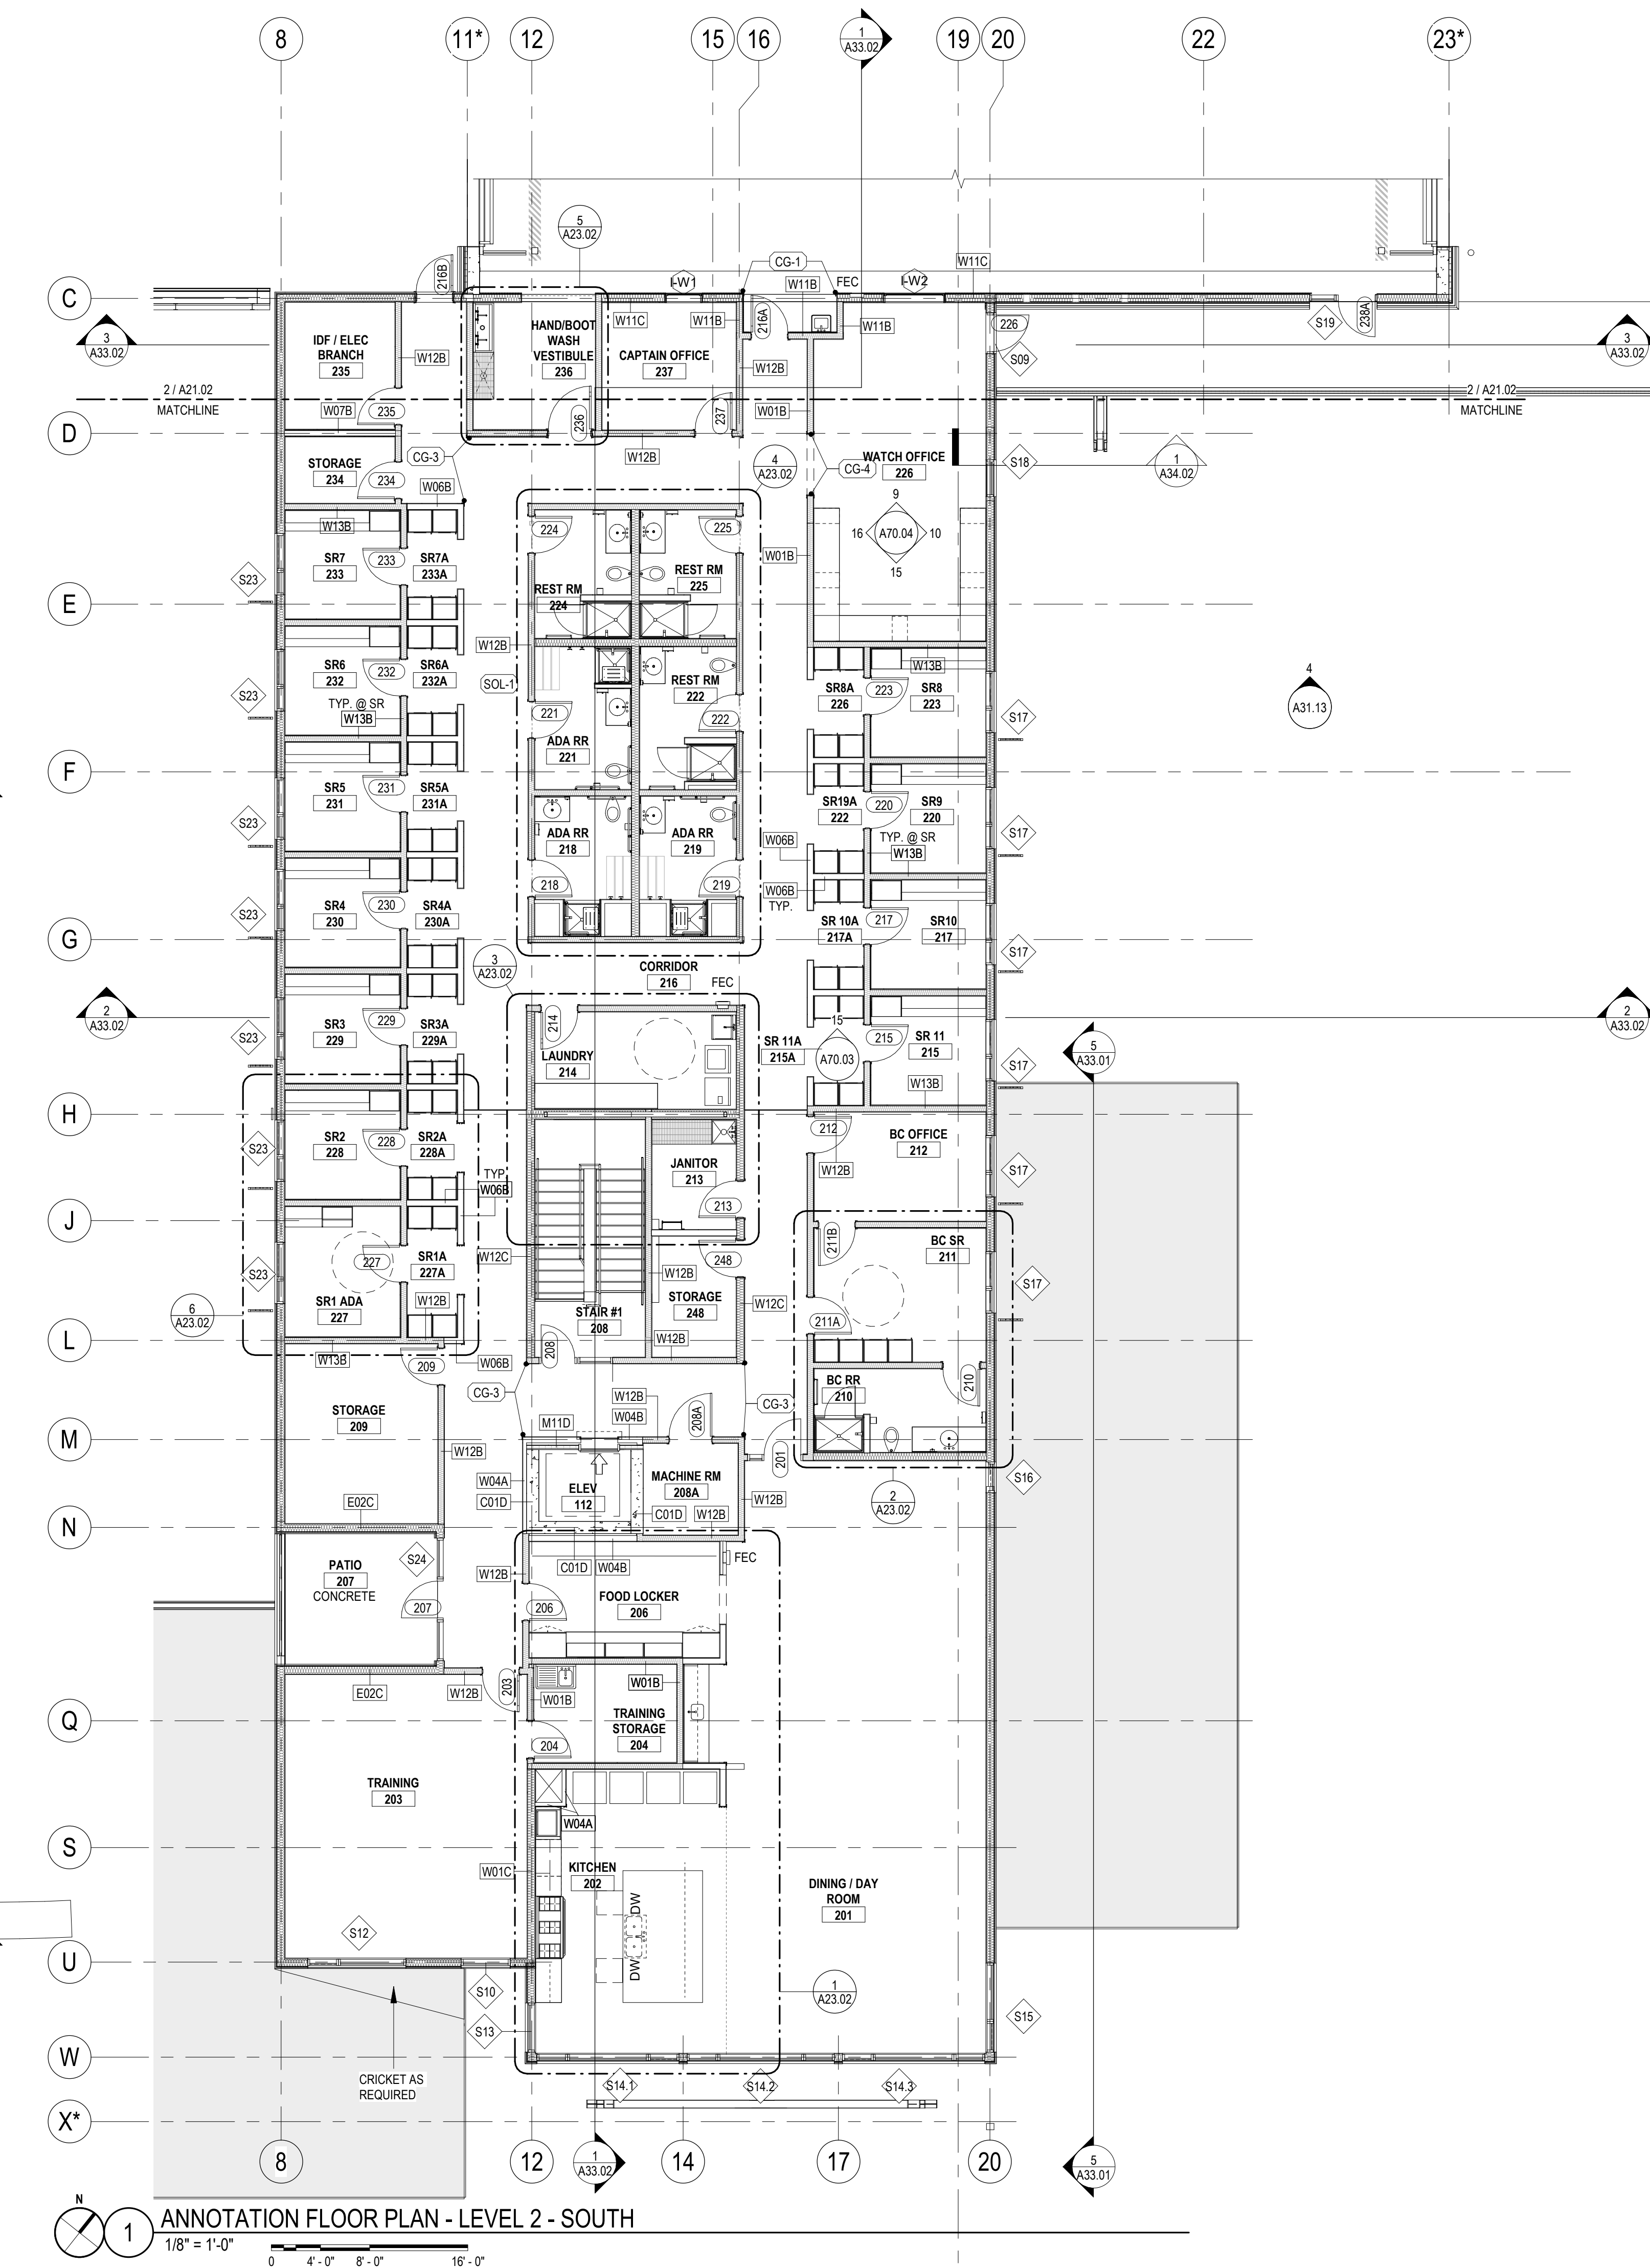 8
11*
12
15
16
1
A33.02
19
20
22
23*
5
A23.02
216B
CG-1
FEC
I-W1
I-W2
W11C
W11B
C
HAND/BOOT
WASH
VESTIBULE
236
W11C
W11B
216A
W11B
226
S19
238A
3
A33.02
IDF / ELEC
BRANCH
235
W12B
CAPTAIN OFFICE
237
W12B
S09
3
A33.02
2 / A21.02
MATCHLINE
2 / A21.02
MATCHLINE
W07B
235
236
237
W01B
D
STORAGE
234
234
CG-3
W12B
4
A23.02
CG-4
WATCH OFFICE
226
S18
1
A34.02
W06B
W13B
9
16
A70.04
10
15
224
225
W01B
SR7
233
233
SR7A
233A
S23
REST RM
224
REST RM
225
E
W12B
SR6
232
232
SR6A
232A
S23
SOL-1
REST RM
222
W13B
SR8A
226
223
SR8
223
4
A31.13
TYP. @ SR
W13B
221
222
S17
ADA RR
221
F
SR5
231
231
SR5A
231A
S23
SR19A
222
220
SR9
220
S17
ADA RR
218
ADA RR
219
W06B
TYP. @ SR
W13B
218
219
W06B
TYP.
SR4
230
230
SR4A
230A
S23
SR 10A
217A
217
SR10
217
G
S17
3
A23.02
CORRIDOR
216
FEC
2
A33.02
2
A33.02
SR3
229
229
SR3A
229A
S23
214
LAUNDRY
214
SR 11A
215A
15
A70.03
215
SR 11
215
5
A33.01
S17
W13B
H
SR2
228
228
SR2A
228A
S23
212
BC OFFICE
212
W12B
S17
JANITOR
213
213
TYP
W06B
J
W12C
211B
BC SR
211
SR1A
227A
227
S23
248
W12B
STORAGE
248
W12C
S17
SR1 ADA
227
W12B
6
A23.02
STAIR #1
208
211A
L
W13B
209
W06B
208
W12B
CG-3
W12B
W04B
208A
CG-3
BC RR
210
210
STORAGE
209
M
M11D
W12B
201
W04A
C01D
ELEV
112
MACHINE RM
208A
C01D
W12B
W12B
S16
2
A23.02
E02C
N
PATIO
207
CONCRETE
S24
207
W12B
C01D
W04B
FEC
206
FOOD LOCKER
206
E02C
W12B
203
W01B
W01B
Q
TRAINING
STORAGE
204
204
TRAINING
203
W04A
S
W01C
KITCHEN
202
DINING / DAY
ROOM
201
DW
DW
S12
U
S10
1
A23.02
S13
S15
W
CRICKET AS
REQUIRED
S14.1
S14.2
S14.3
X*
8
12
1
A33.02
14
17
20
5
A33.01
N
1
ANNOTATION FLOOR PLAN - LEVEL 2 - SOUTH
1/8" = 1'-0"
0
4' - 0"
8' - 0"
16' - 0"